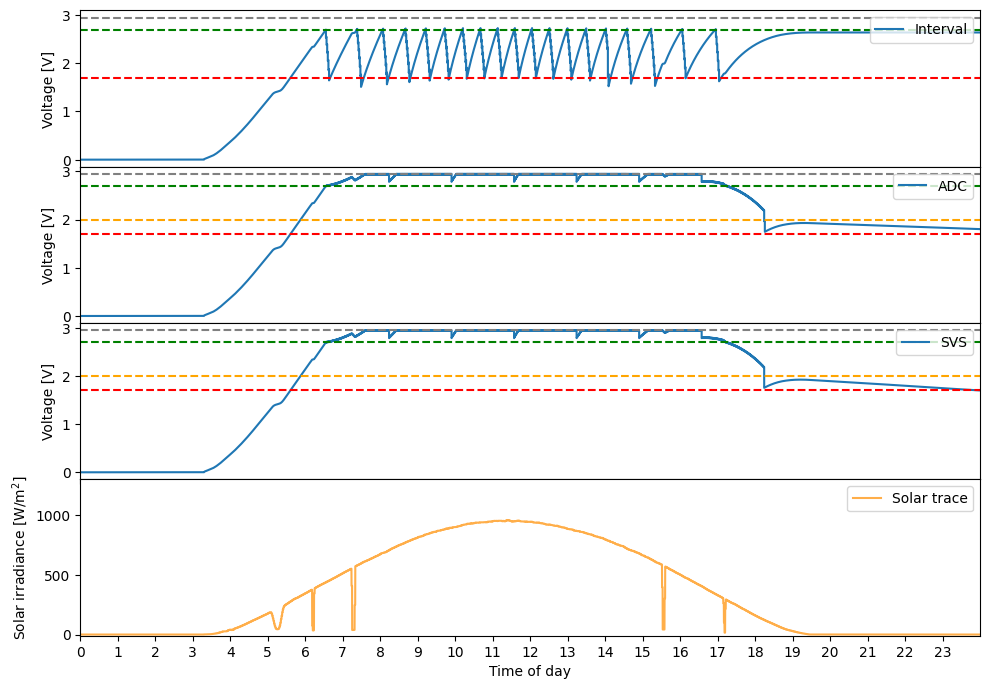 3
2
1
0
Voltage [V]
Interval
3
2
1
0
Voltage [V]
ADC
3
2
1
0
Voltage [V]
SVS
1000
500
0
Solar irradiance [W/m²]
Solar trace
0 1 2 3 4 5 6 7 8 9 10 11 12 13 14 15 16 17 18 19 20 21 22 23
Time of day